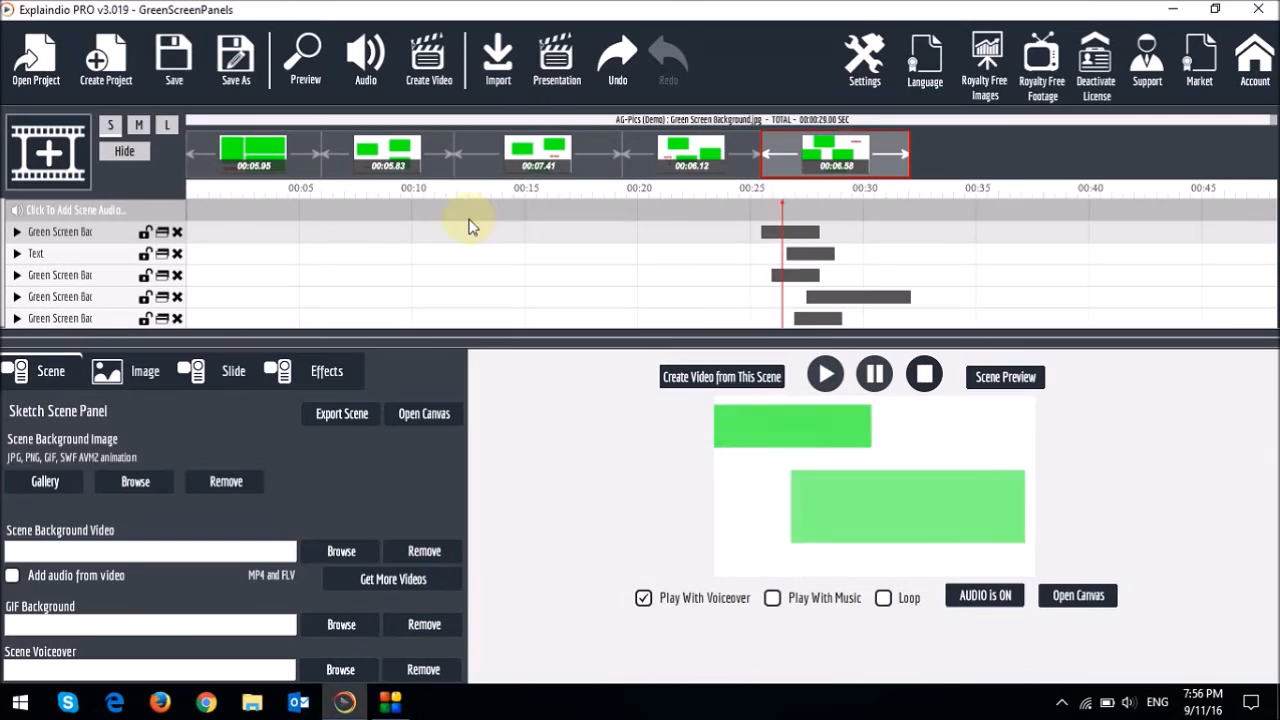 Explaindio PRO v3.019 - GreenScreenPanels
Open Project
Create Project
Save
Save As
Preview
Audio
Create Video
Import
Presentation
Undo
Redo
Settings
Language
Royalty Free Images
Royalty Free Footage
Deactivate License
Support
Market
Account
S M L
Hide
AG-Pics (Demo) : Green Screen Background.jpg - TOTAL - 00:00:29.00 SEC
00:05.95 00:05.83 00:07.41 00:06.12 00:06.58
00:05 00:10 00:15 00:20 00:25 00:30 00:35 00:40 00:45
Click To Add Scene Audio...
Green Screen Bac
Text
Green Screen Bac
Green Screen Bac
Green Screen Bac
Scene Image Slide Effects
Sketch Scene Panel
Export Scene Open Canvas
Scene Background Image
JPG, PNG, GIF, SWF AVM2 animation
Gallery Browse Remove
Scene Background Video
Browse Remove
Add audio from video MP4 and FLV Get More Videos
GIF Background
Browse Remove
Scene Voiceover
Browse Remove
Create Video from This Scene
Scene Preview
Play With Voiceover Play With Music Loop AUDIO is ON Open Canvas
ENG
7:56 PM
9/11/16